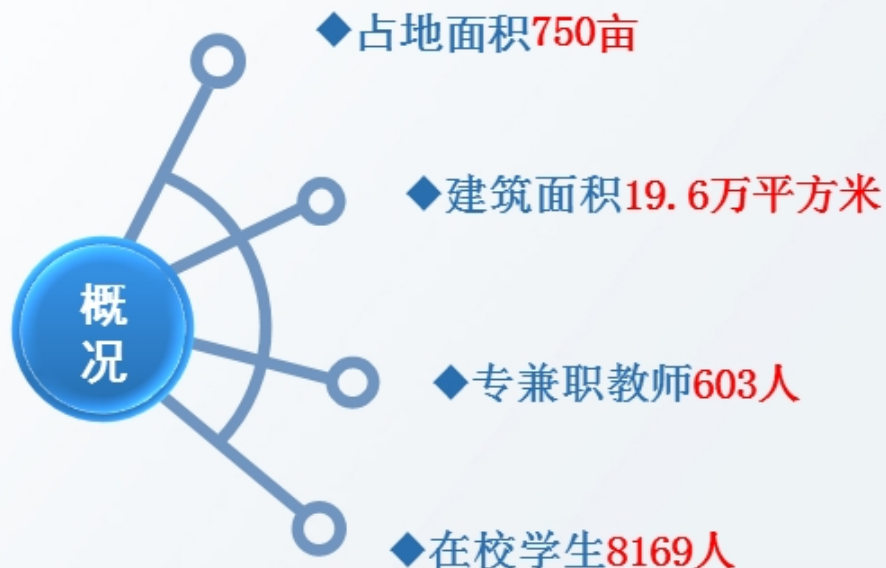 ◆占地面积750亩
◆建筑面积19.6万平方米
概
况
◆专兼职教师603人
◆在校学生8169人